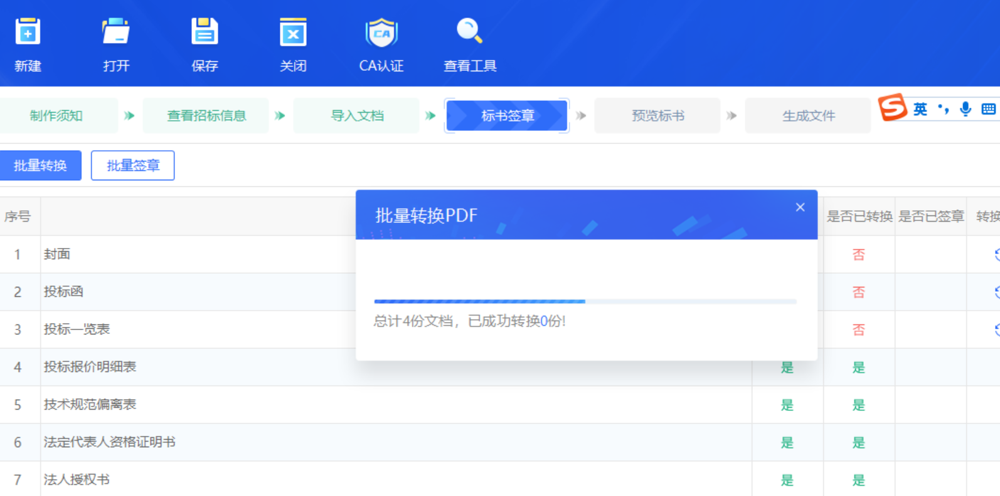 新建 打开 保存 关闭 CA认证 查看工具
制作须知 查看招标信息 导入文档 标书签章 预览标书 生成文件 英
批量转换 批量签章
批量转换PDF
序号 是否已转换 是否已签章 转换
1 封面 否
2 投标函 否
总计4份文档，已成功转换0份!
3 投标一览表 否
4 投标报价明细表 是 是
5 技术规范偏离表 是 是
6 法定代表人资格证明书 是 是
7 法人授权书 是 是